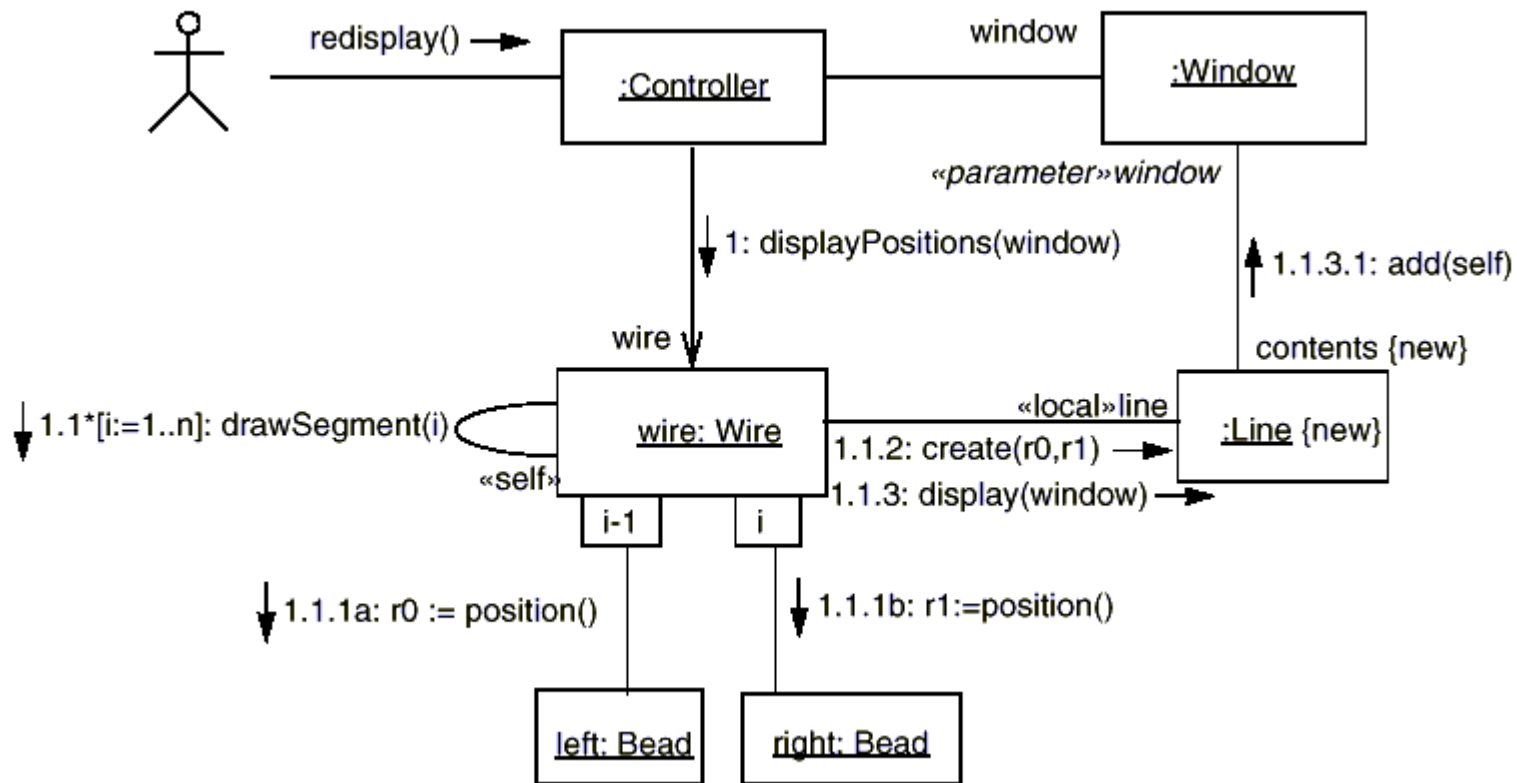 redisplay()
window
:Controller
:Window
«parameter»window
1: displayPositions(window)
1.1.3.1: add(self)
wire
contents {new}
1.1*[i:=1..n]: drawSegment(i)
wire: Wire
«local»line
:Line {new}
1.1.2: create(r0,r1)
«self»
1.1.3: display(window)
i-1
i
1.1.1a: r0 := position()
1.1.1b: r1:=position()
left: Bead
right: Bead